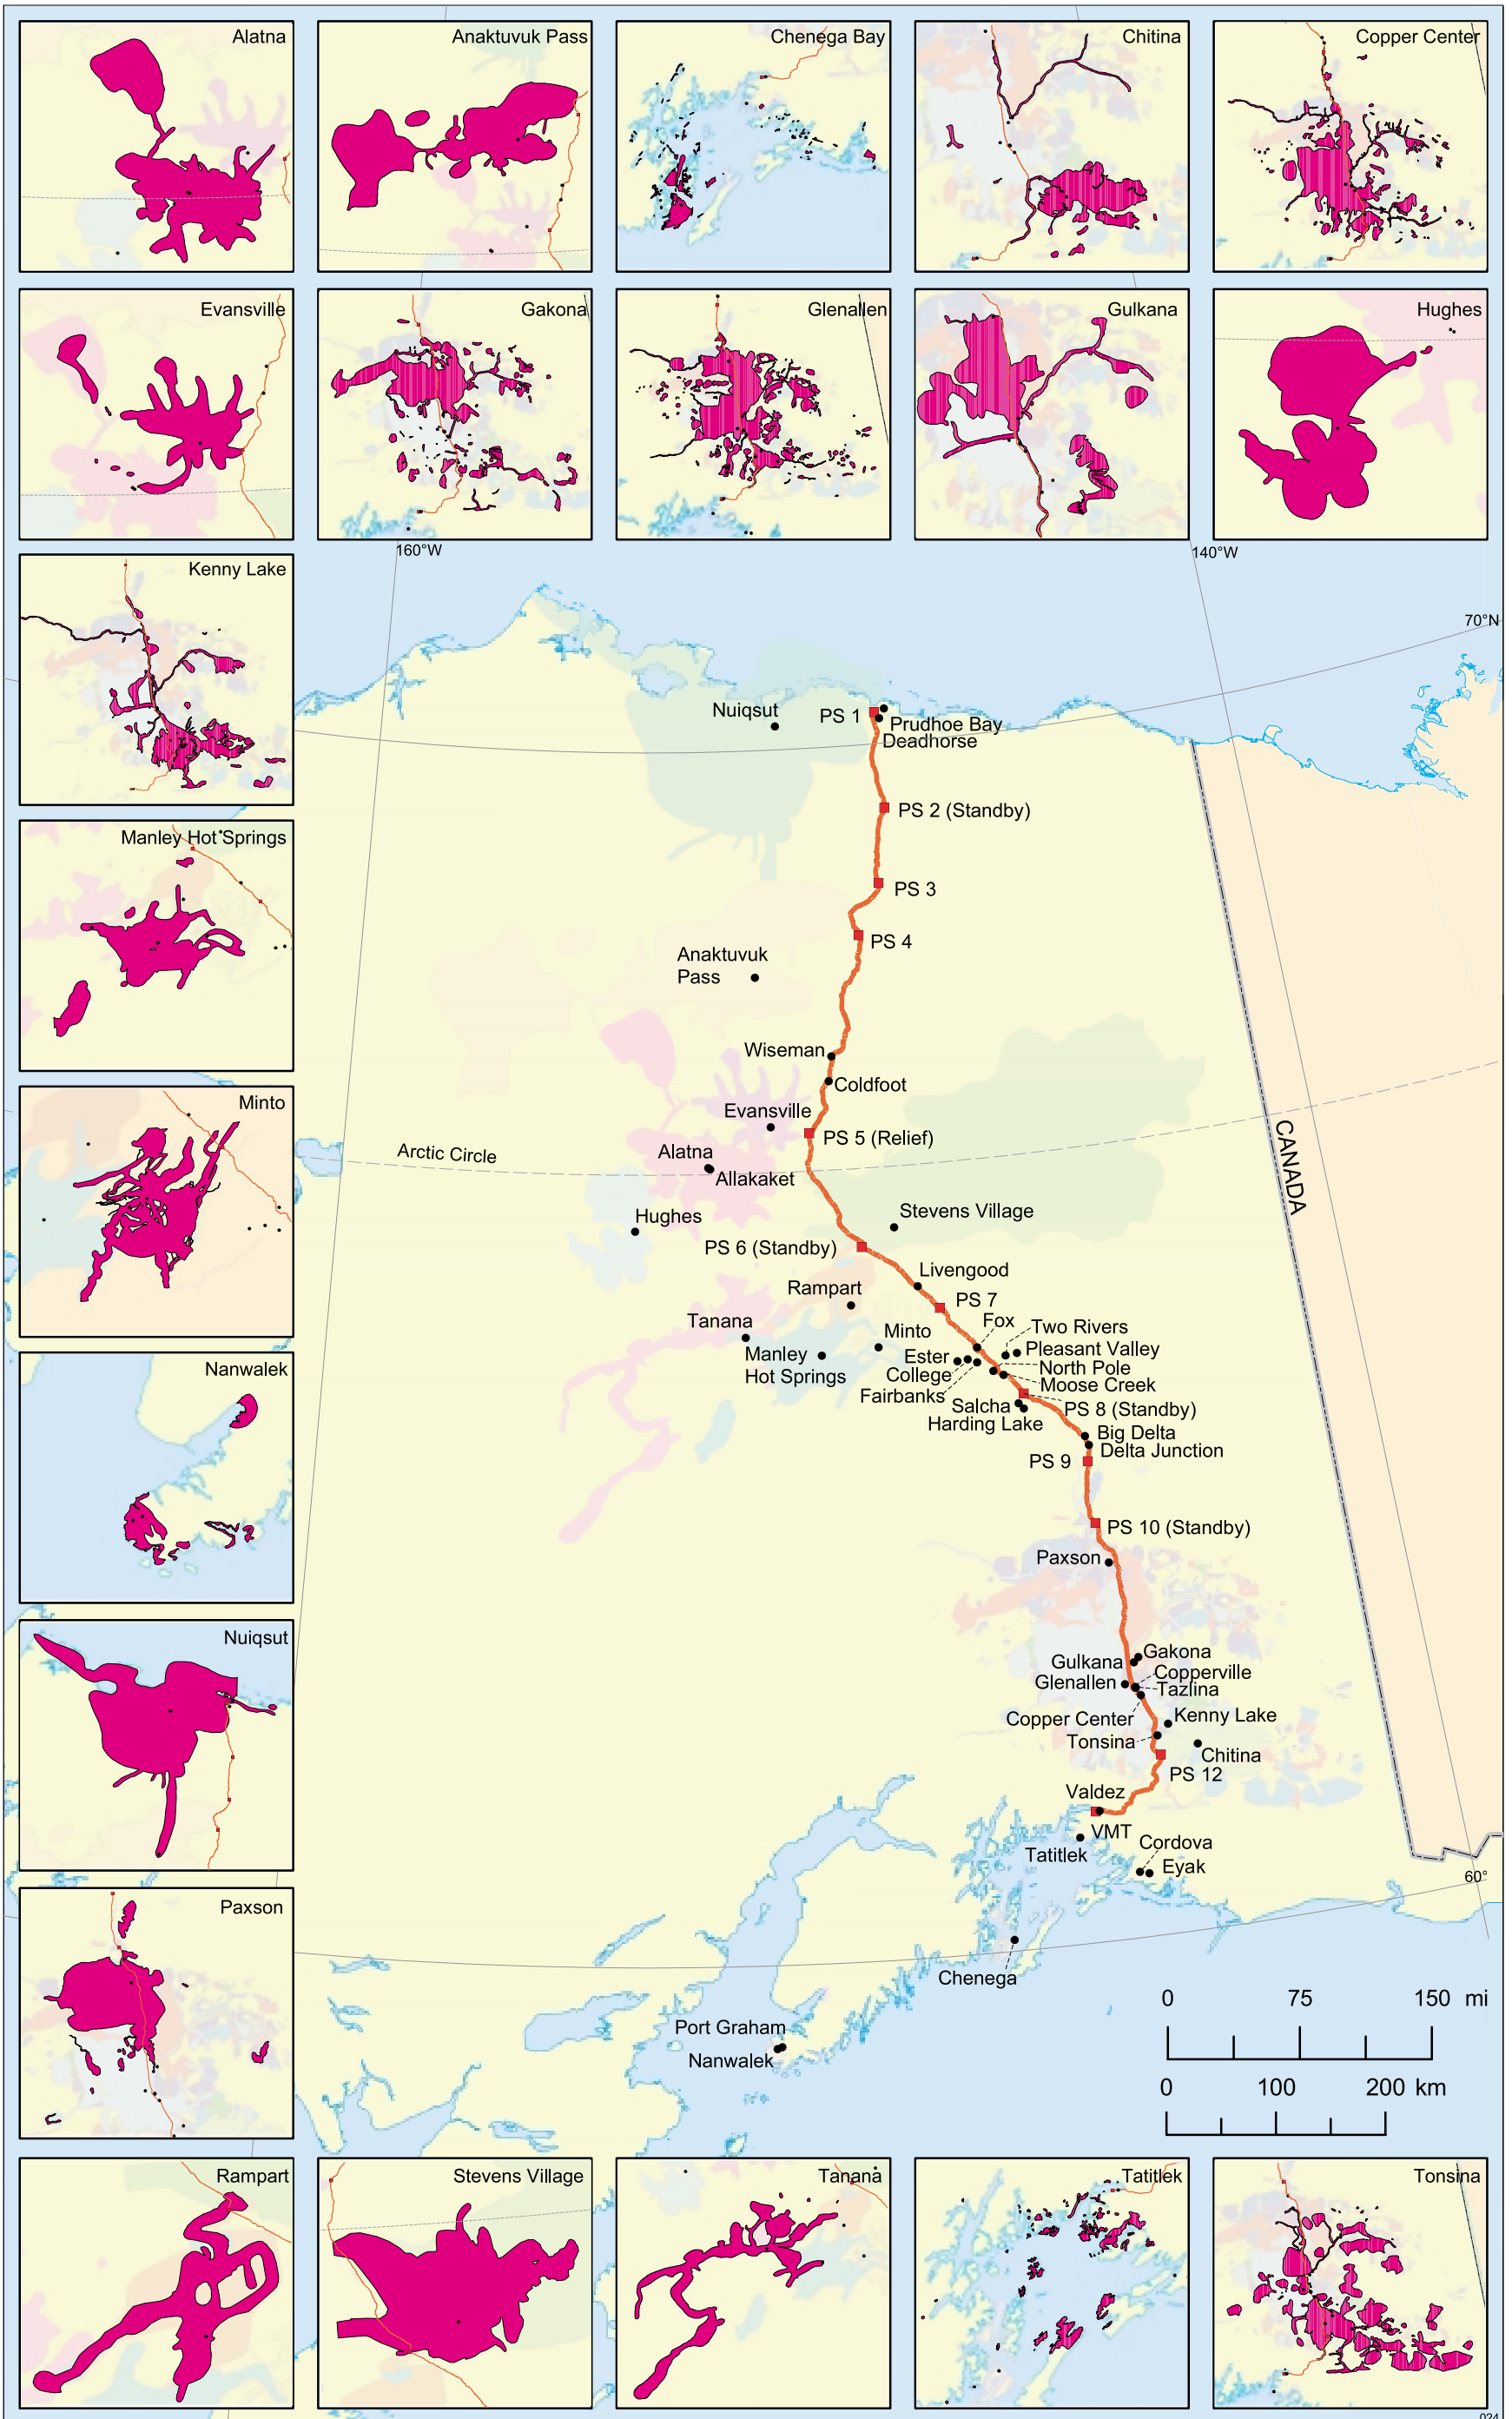 Alatna
Anaktuvuk Pass
Chenega Bay
Chitina
Copper Center
Evansville
Gakona
Glenallen
Gulkana
Hughes
Kenny Lake
160°W
140°W
70°N
Nuiqsut
PS 1
Prudhoe Bay
Deadhorse
PS 2 (Standby)
Manley Hot Springs
PS 3
PS 4
Anaktuvuk
Pass
Wiseman
Coldfoot
Minto
Evansville
PS 5 (Relief)
Arctic Circle
Alatna
Allakaket
CANADA
Hughes
Stevens Village
PS 6 (Standby)
Livengood
Rampart
PS 7
Fox
Tanana
Minto
Two Rivers
Manley
Hot Springs
Ester
Pleasant Valley
College
North Pole
Fairbanks
Moose Creek
Salcha
PS 8 (Standby)
Harding Lake
Big Delta
Delta Junction
PS 9
Nanwalek
PS 10 (Standby)
Paxson
Nuiqsut
Gulkana
Gakona
Glenallen
Copperville
Tazlina
Copper Center
Kenny Lake
Tonsina
Chitina
PS 12
Valdez
VMT
Tatitlek
Cordova
Eyak
60°
Paxson
Chenega
0 75 150 mi
Port Graham
Nanwalek
0 100 200 km
Rampart
Stevens Village
Tanana
Tatitlek
Tonsina
024